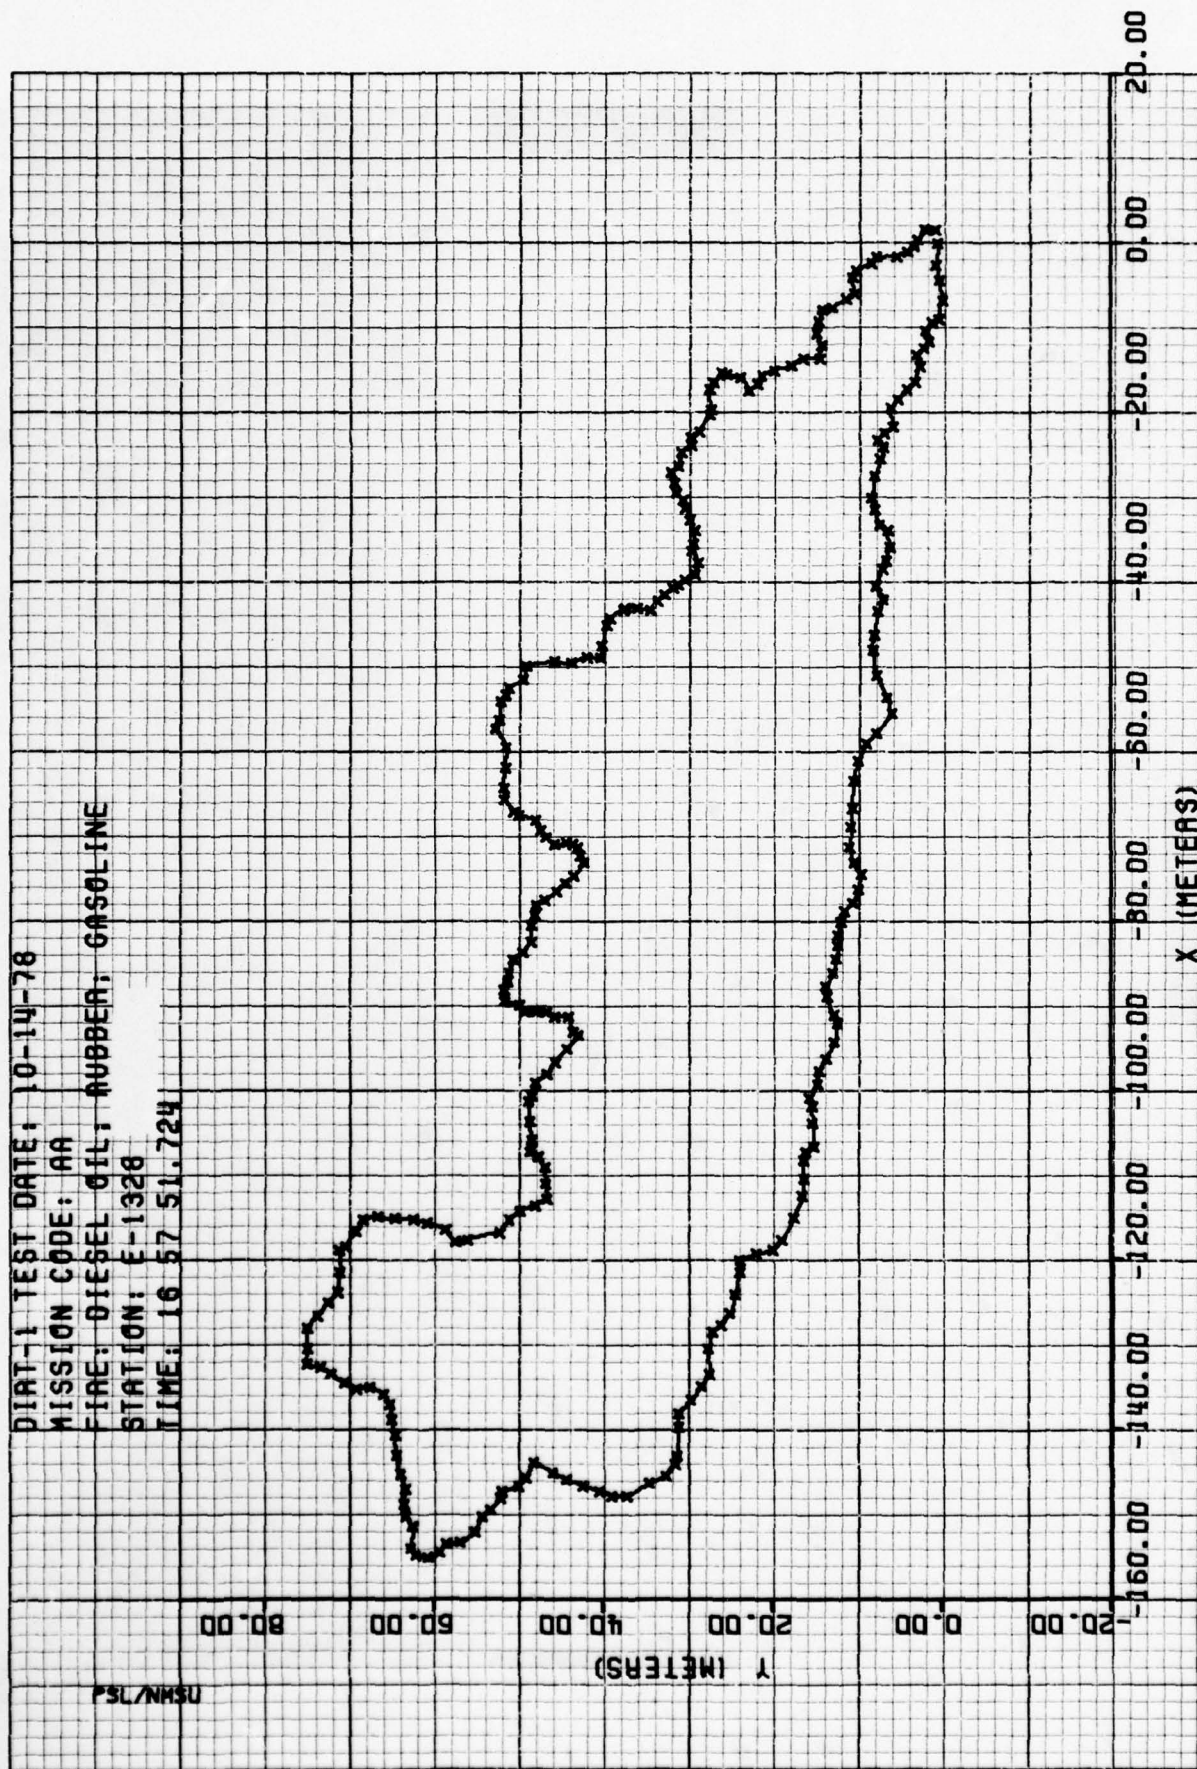 DIRT-1 TEST DATE: 10-14-78
MISSION CODE: AA
FIRE: DIESEL OIL; RUBBER; GASOLINE
STATION: E-1328
TIME: 16 57 51.724
PSL/NMSU
Y (METERS)
80.00
60.00
40.00
20.00
0.00
-20.00
-160.00
-140.00
-120.00
-100.00
-80.00
-60.00
-40.00
-20.00
0.00
20.00
X (METERS)